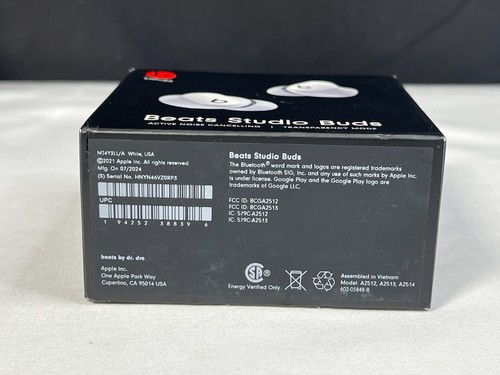 Beats Studio Buds
ACTIVE NOISE CANCELLING | TRANSPARENCY MODE
MJ4Y3LL/A White, USA
©2021 Apple Inc. All rights reserved.
Mfg. On 07/2024
(S) Serial No. HNYN46VZ0RP3
UPC
1 94252 38839 6
beats by dr. dre
Apple Inc.
One Apple Park Way
Cupertino, CA 95014 USA
Beats Studio Buds
The Bluetooth® word mark and logos are registered trademarks
owned by Bluetooth SIG, Inc. and any use of such marks by Apple Inc.
is under license. Google Play and the Google Play logo are
trademarks of Google LLC.
FCC ID: BCGA2512
FCC ID: BCGA2513
IC: 579C-A2512
IC: 579C-A2513
Energy Verified Only
Assembled in Vietnam
Model: A2512, A2513, A2514
602-05848-B